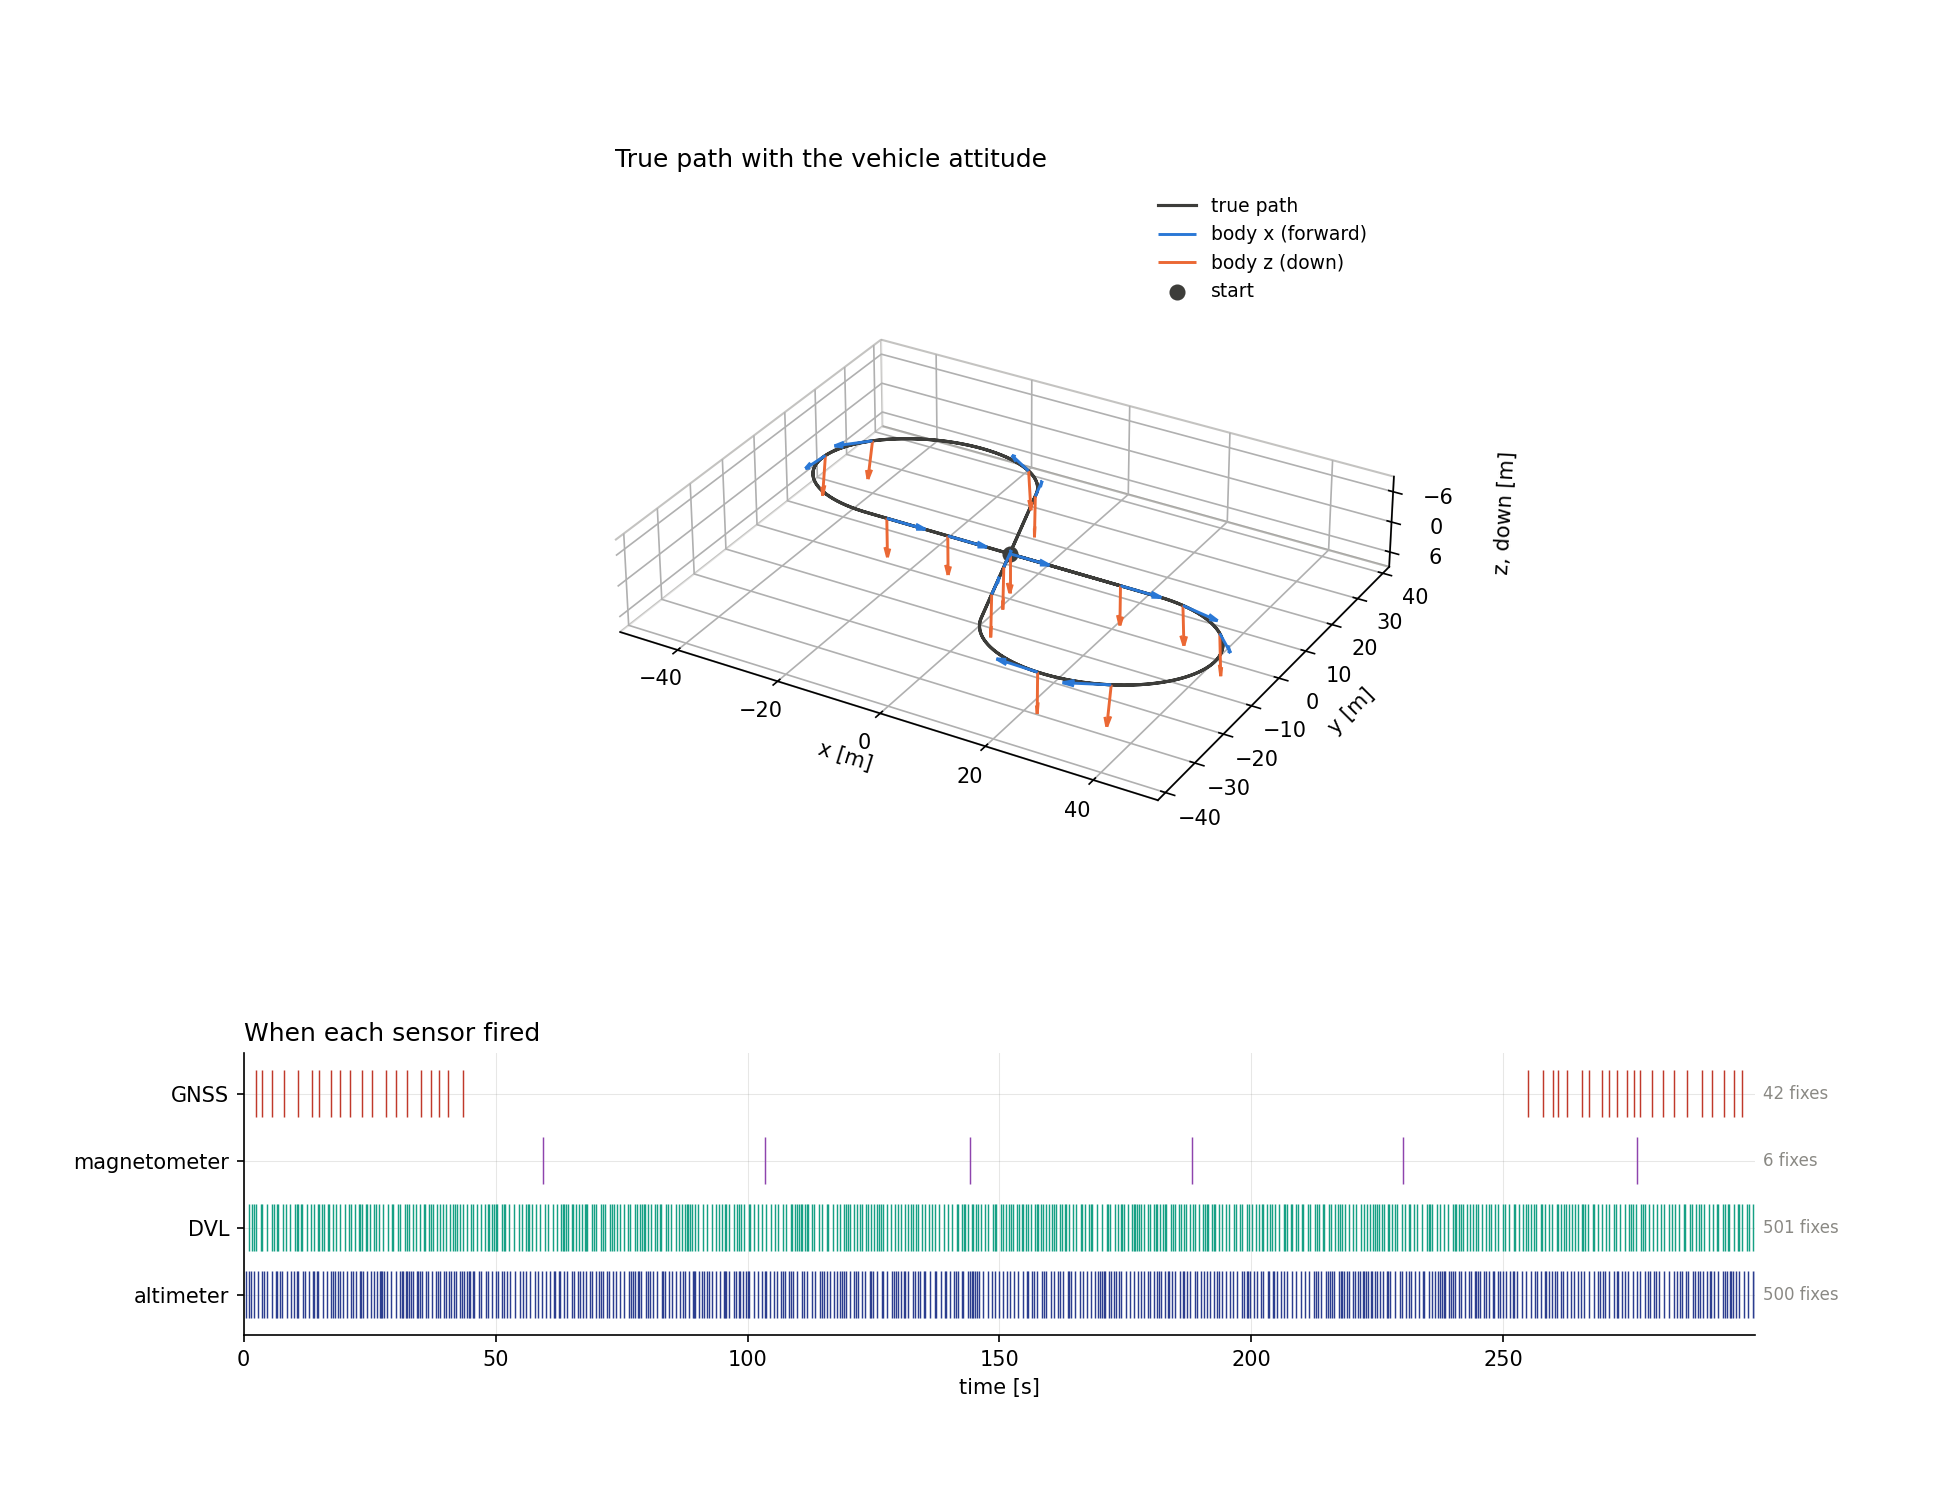 True path with the vehicle attitude
true path
body x (forward)
body z (down)
start
z, down [m]
−6
0
6
40
30
20
10
0
−10
−20
−30
−40
y [m]
−40
−20
0
20
40
x [m]
When each sensor fired
GNSS
42 fixes
magnetometer
6 fixes
DVL
501 fixes
altimeter
500 fixes
0
50
100
150
200
250
time [s]